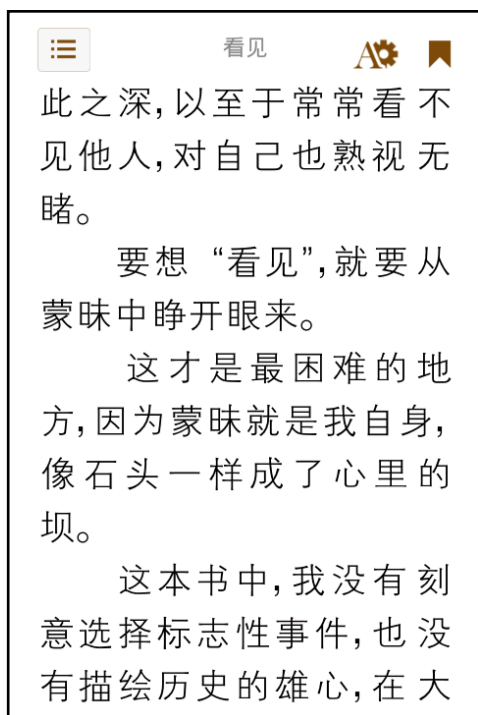 看见
此之深，以至于常常看不
见他人，对自己也熟视无
睹。
要想“看见”，就要从
蒙昧中睁开眼来。
这才是最困难的地
方，因为蒙昧就是我自身，
像石头一样成了心里的
坝。
这本书中，我没有刻
意选择标志性事件，也没
有描绘历史的雄心，在大